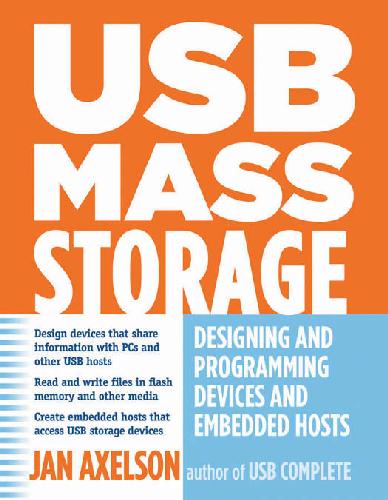 USB
MASS
STORAGE
Design devices that share
information with PCs and
other USB hosts
Read and write files in flash
memory and other media
Create embedded hosts that
access USB storage devices
DESIGNING AND
PROGRAMMING
DEVICES AND
EMBEDDED HOSTS
JAN AXELSON author of USB COMPLETE